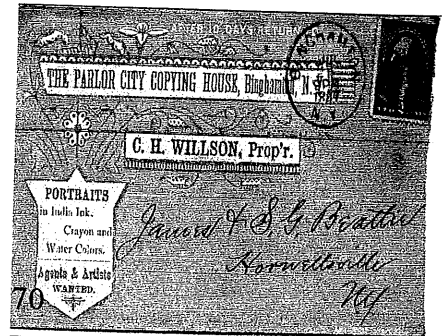 AFTER 10 DAYS RETURN
THE PARLOR CITY COPYING HOUSE, Binghamton, N.Y.
C. H. WILLSON, Prop'r.
PORTRAITS
in India Ink.
Crayon and
Water Colors.
Agents & Artists
WANTED.
James & S. G. Beattie
Hornellsville
NY
70